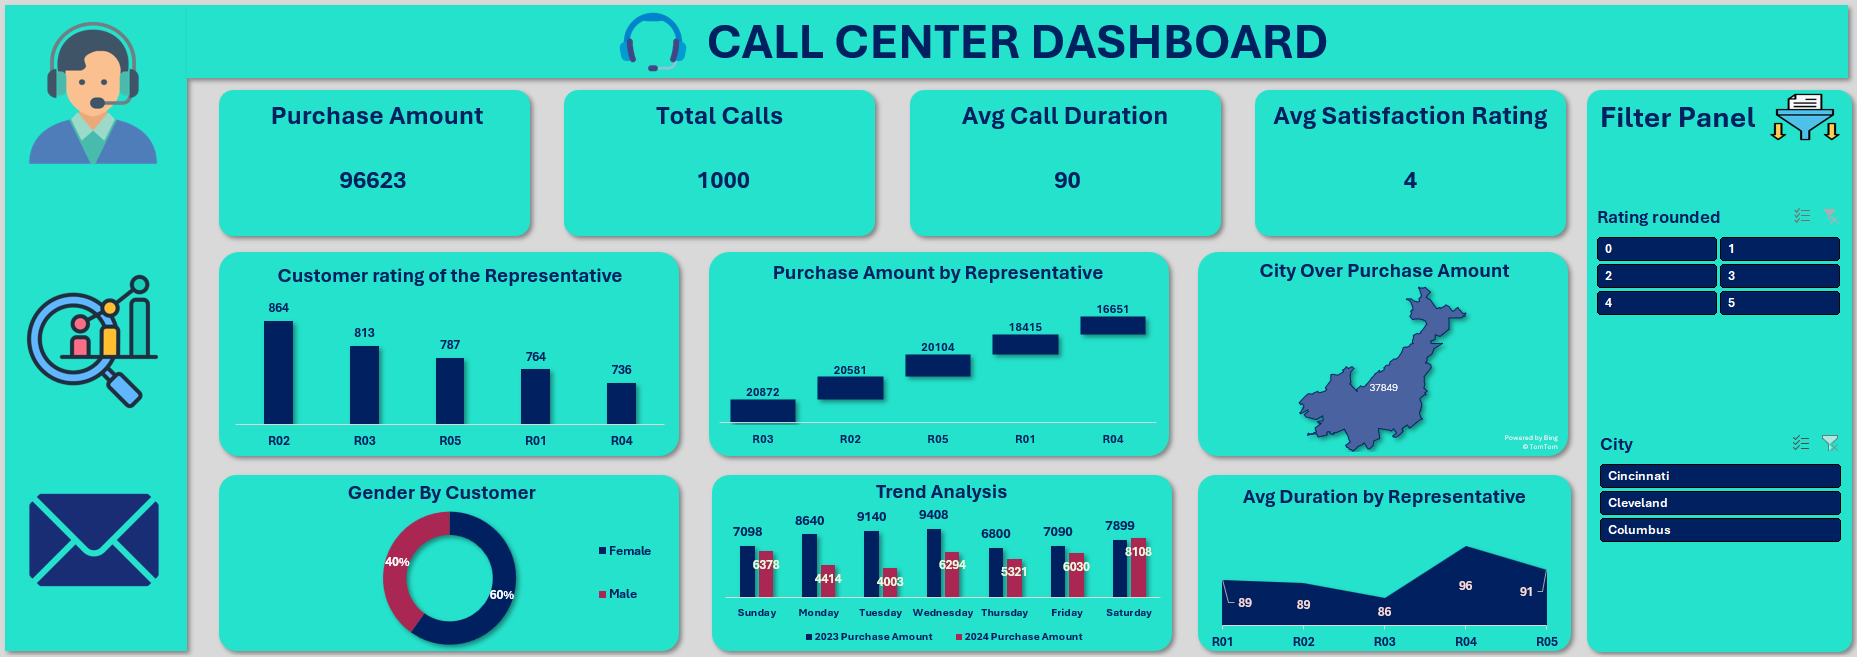 CALL CENTER DASHBOARD
Purchase Amount
96623
Total Calls
1000
Avg Call Duration
90
Avg Satisfaction Rating
4
Filter Panel
Rating rounded
0
1
2
3
4
5
City
Cincinnati
Cleveland
Columbus
Customer rating of the Representative
864
813
787
764
736
R02 R03 R05 R01 R04
Purchase Amount by Representative
20872
20581
20104
18415
16651
R03 R02 R05 R01 R04
City Over Purchase Amount
37849
Powered by Bing
© TomTom
Gender By Customer
40%
60%
Female
Male
Trend Analysis
7098 8640 9140 9408 6800 7090 7899
6378 4414 4003 6294 5321 6030 8108
Sunday Monday Tuesday Wednesday Thursday Friday Saturday
2023 Purchase Amount 2024 Purchase Amount
Avg Duration by Representative
89 89 86 96 91
R01 R02 R03 R04 R05